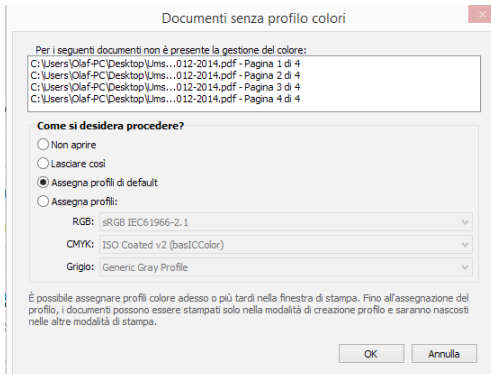 Documenti senza profilo colori
Per i seguenti documenti non è presente la gestione del colore:
C:\Users\Olaf-PC\Desktop\Ums...012-2014.pdf - Pagina 1 di 4
C:\Users\Olaf-PC\Desktop\Ums...012-2014.pdf - Pagina 2 di 4
C:\Users\Olaf-PC\Desktop\Ums...012-2014.pdf - Pagina 3 di 4
C:\Users\Olaf-PC\Desktop\Ums...012-2014.pdf - Pagina 4 di 4
Come si desidera procedere?
Non aprire
Lasciare così
Assegna profili di default
Assegna profili:
RGB: sRGB IEC61966-2.1
CMYK: ISO Coated v2 (basICColor)
Grigio: Generic Gray Profile
È possibile assegnare profili colore adesso o più tardi nella finestra di stampa. Fino all'assegnazione del
profilo, i documenti possono essere stampati solo nella modalità di creazione profilo e saranno nascosti
nelle altre modalità di stampa.
OK Annulla